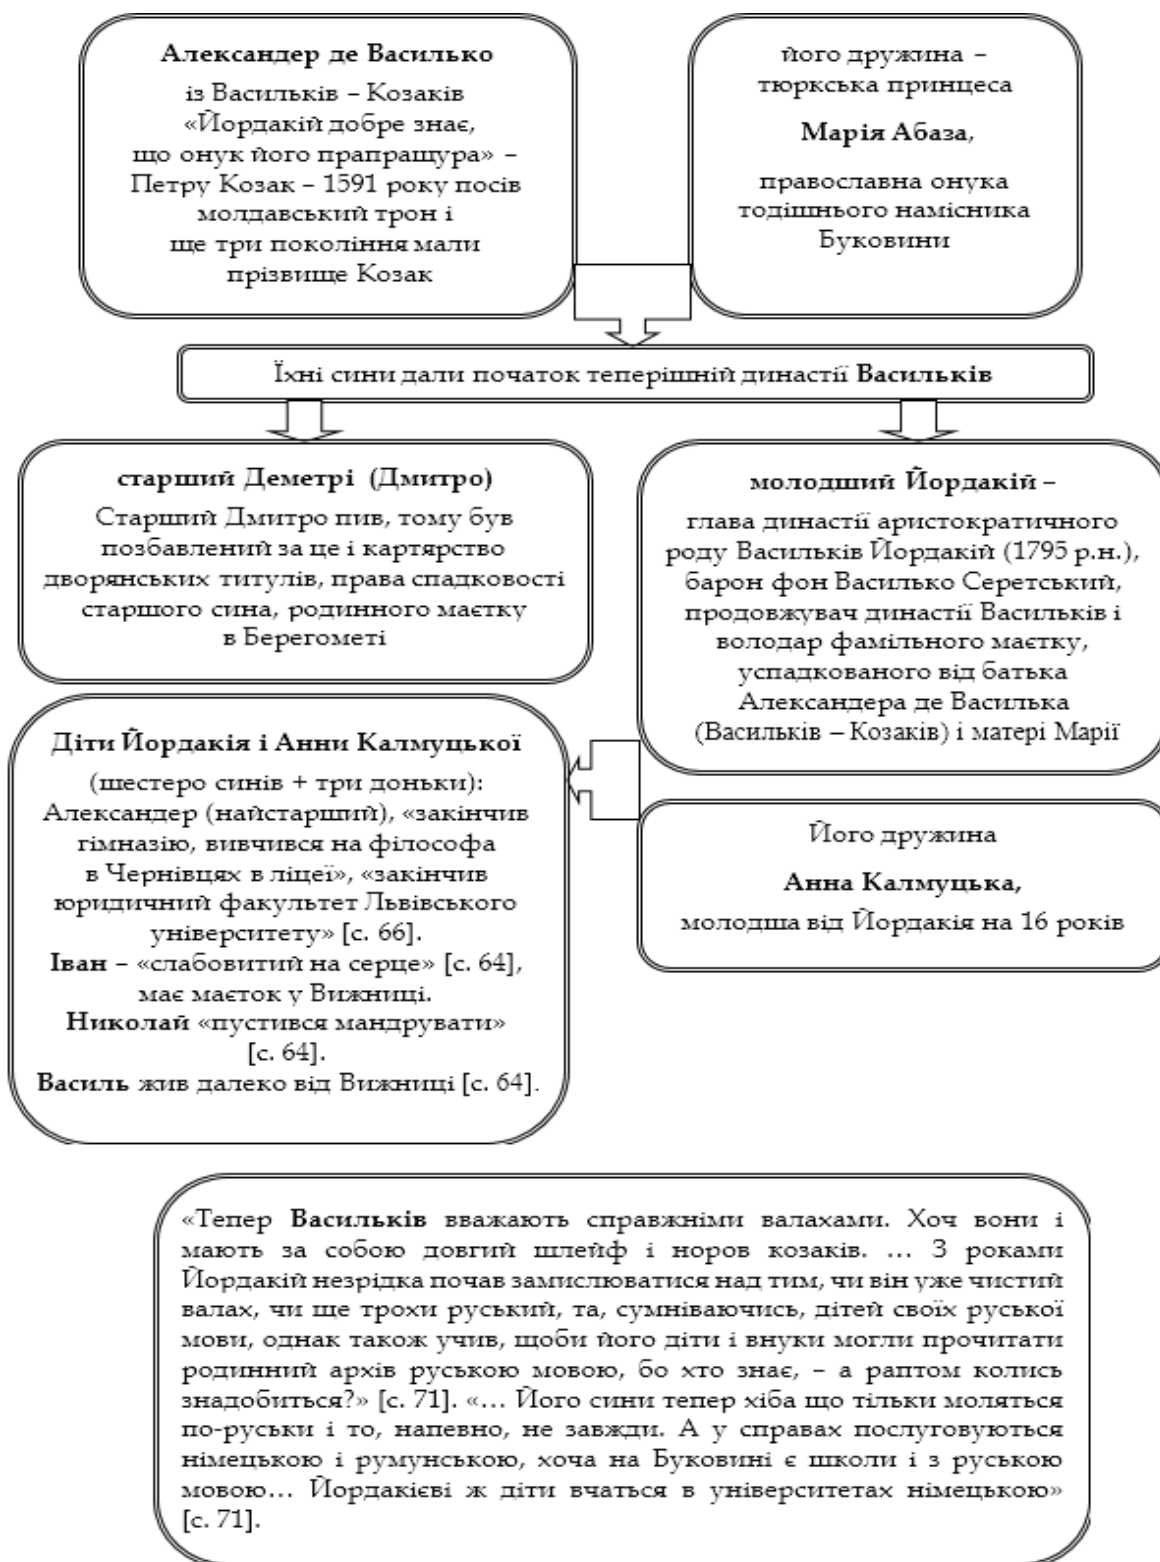 Александер де Василько
із Васильків – Козаків
«Йордакій добре знає,
що онук його прапращура» –
Петру Козак – 1591 року посів
молдавський трон і
ще три покоління мали
прізвище Козак
його дружина –
тюркська принцеса
Марія Абаза,
православна онука
тодішнього намісника
Буковини
Їхні сини дали початок теперішній династії Васильків
старший Деметрі (Дмитро)
Старший Дмитро пив, тому був
позбавлений за це і картярство
дворянських титулів, права спадковості
старшого сина, родинного маєтку
в Берегометі
молодший Йордакій –
глава династії аристократичного
роду Васильків Йордакій (1795 р.н.),
барон фон Василько Серетський,
продовжувач династії Васильків і
володар фамільного маєтку,
успадкованого від батька
Александера де Василька
(Васильків – Козаків) і матері Марії
Діти Йордакія і Анни Калмуцької
(шестеро синів + три доньки):
Александер (найстарший), «закінчив
гімназію, вивчився на філософа
в Чернівцях в ліцеї», «закінчив
юридичний факультет Львівського
університету» [с. 66].
Іван – «слабовитий на серце» [с. 64],
має маєток у Вижниці.
Николай «пустився мандрувати»
[с. 64].
Василь жив далеко від Вижниці [с. 64].
Його дружина
Анна Калмуцька,
молодша від Йордакія на 16 років
«Тепер Васильків вважають справжніми валахами. Хоч вони і
мають за собою довгий шлейф і норов козаків. … З роками
Йордакій незрідка почав замислюватися над тим, чи він уже чистий
валах, чи ще трохи руський, та, сумніваючись, дітей своїх руської
мови, однак також учив, щоби його діти і внуки могли прочитати
родинний архів руською мовою, бо хто знає, – а раптом колись
знадобиться?» [с. 71]. «… Його сини тепер хіба що тільки моляться
по-руськи і то, напевно, не завжди. А у справах послуговуються
німецькою і румунською, хоча на Буковині є школи і з руською
мовою… Йордакієві ж діти вчаться в університетах німецькою»
[с. 71].